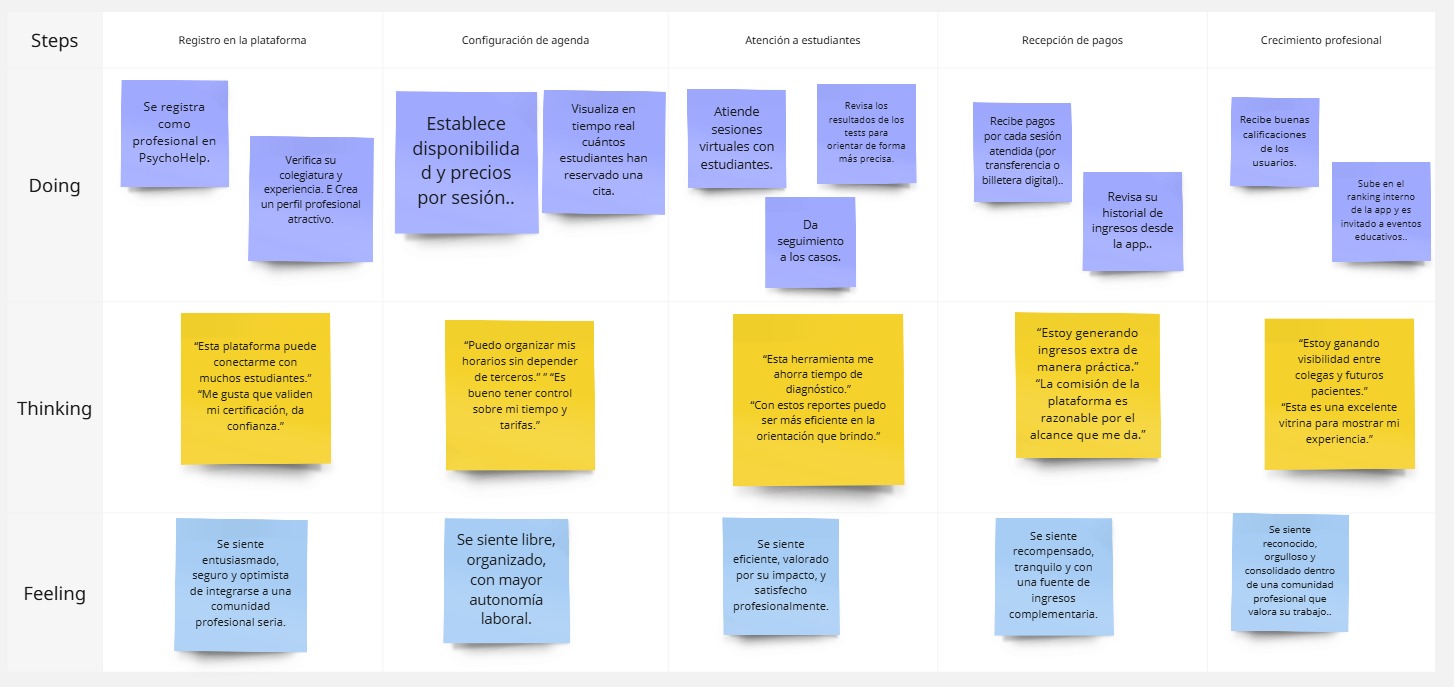 Steps
Registro en la plataforma
Configuración de agenda
Atención a estudiantes
Recepción de pagos
Crecimiento profesional
Doing
Se registra
como
profesional en
PsychoHelp.
Verifica su
colegiatura y
experiencia. E Crea
un perfil profesional
atractivo.
Establece
disponibilida
d y precios
por sesión..
Visualiza en
tiempo real
cuántos
estudiantes han
reservado una
cita.
Atiende
sesiones
virtuales con
estudiantes.
Revisa los
resultados de los
tests para
orientar de forma
más precisa.
Da
seguimiento
a los casos.
Recibe pagos
por cada sesión
atendida (por
transferencia o
billetera digital)..
Revisa su
historial de
ingresos desde
la app..
Recibe buenas
calificaciones
de los
usuarios.
Sube en el
ranking interno
de la app y es
invitado a eventos
educativos..
Thinking
“Esta plataforma puede
conectarme con
muchos estudiantes.”
“Me gusta que validen
mi certificación, da
confianza.”
“Puedo organizar mis
horarios sin depender
de terceros.” ” “Es
bueno tener control
sobre mi tiempo y
tarifas.”
“Esta herramienta me
ahorra tiempo de
diagnóstico.”
“Con estos reportes puedo
ser más eficiente en la
orientación que brindo.”
“Estoy generando
ingresos extra de
manera práctica.”
“La comisión de la
plataforma es
razonable por el
alcance que me da.”
“Estoy ganando
visibilidad entre
colegas y futuros
pacientes.”
“Esta es una excelente
vitrina para mostrar mi
experiencia.”
Feeling
Se siente
entusiasmado,
seguro y optimista
de integrarse a una
comunidad
profesional seria.
Se siente libre,
organizado,
con mayor
autonomía
laboral.
Se siente
eficiente, valorado
por su impacto, y
satisfecho
profesionalmente.
Se siente
recompensado,
tranquilo y con
una fuente de
ingresos
complementaria.
Se siente
reconocido,
orgulloso y
consolidado dentro
de una comunidad
profesional que
valora su trabajo..